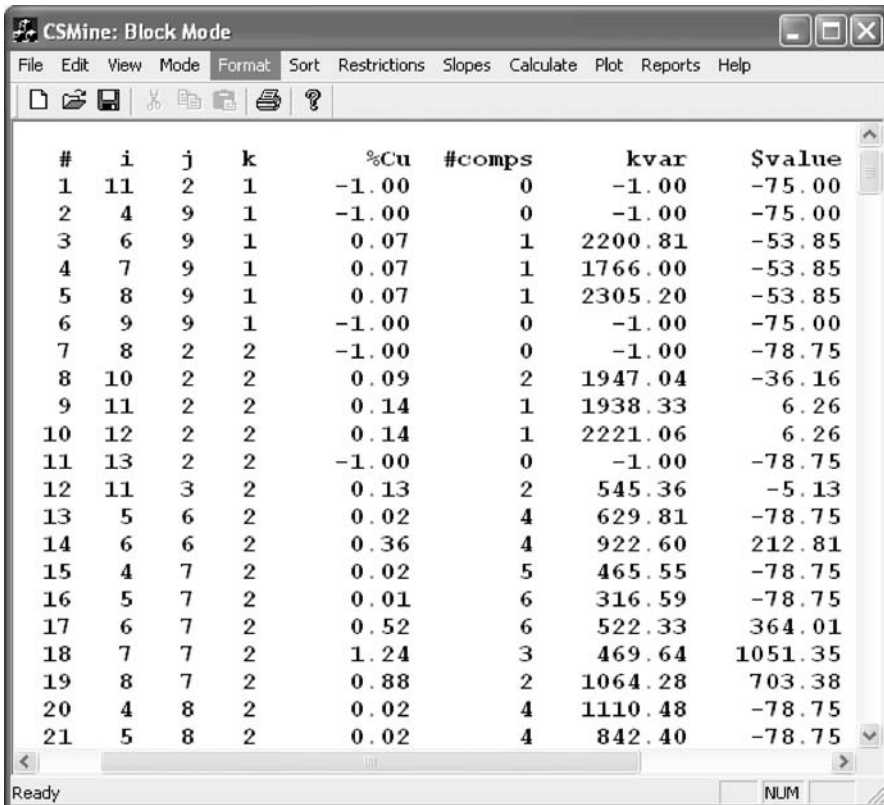 CSMine: Block Mode
File Edit View Mode Format Sort Restrictions Slopes Calculate Plot Reports Help
# i j k %Cu #comps kvar $value
1 11 2 1 -1.00 0 -1.00 -75.00
2 4 9 1 -1.00 0 -1.00 -75.00
3 6 9 1 0.07 1 2200.81 -53.85
4 7 9 1 0.07 1 1766.00 -53.85
5 8 9 1 0.07 1 2305.20 -53.85
6 9 9 1 -1.00 0 -1.00 -75.00
7 8 2 2 -1.00 0 -1.00 -78.75
8 10 2 2 0.09 2 1947.04 -36.16
9 11 2 2 0.14 1 1938.33 6.26
10 12 2 2 0.14 1 2221.06 6.26
11 13 2 2 -1.00 0 -1.00 -78.75
12 11 3 2 0.13 2 545.36 -5.13
13 5 6 2 0.02 4 629.81 -78.75
14 6 6 2 0.36 4 922.60 212.81
15 4 7 2 0.02 5 465.55 -78.75
16 5 7 2 0.01 6 316.59 -78.75
17 6 7 2 0.52 6 522.33 364.01
18 7 7 2 1.24 3 469.64 1051.35
19 8 7 2 0.88 2 1064.28 703.38
20 4 8 2 0.02 4 1110.48 -78.75
21 5 8 2 0.02 4 842.40 -78.75
Ready NUM